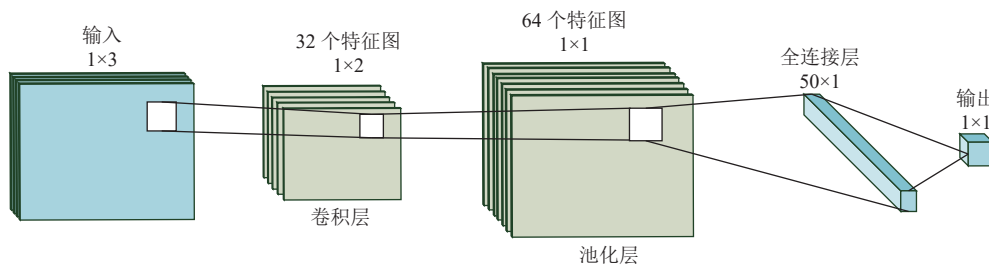 输入
1×3
32 个特征图
1×2
卷积层
64 个特征图
1×1
池化层
全连接层
50×1
输出
1×1